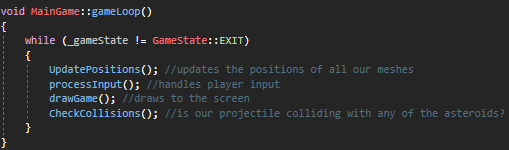 void MainGame::gameLoop()
{
while (_gameState != GameState::EXIT)
{
UpdatePositions(); //updates the positions of all our meshes
processInput(); //handles player input
drawGame(); //draws to the screen
CheckCollisions(); //is our projectile colliding with any of the asteroids?
}
}